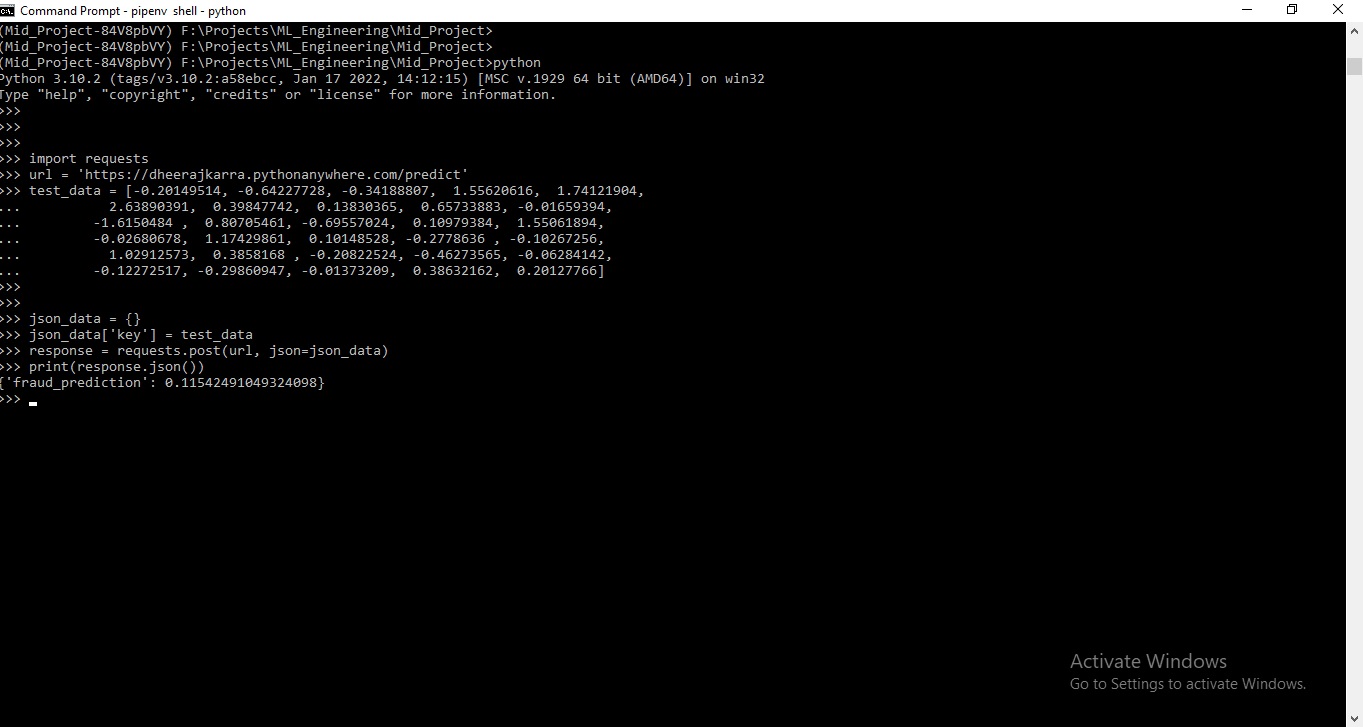 Command Prompt - pipenv  shell - python
(Mid_Project-84V8pbVY) F:\Projects\ML_Engineering\Mid_Project>
(Mid_Project-84V8pbVY) F:\Projects\ML_Engineering\Mid_Project>
(Mid_Project-84V8pbVY) F:\Projects\ML_Engineering\Mid_Project>python
Python 3.10.2 (tags/v3.10.2:a58ebcc, Jan 17 2022, 14:12:15) [MSC v.1929 64 bit (AMD64)] on win32
Type "help", "copyright", "credits" or "license" for more information.
>>>
>>>
>>>
>>> import requests
>>> url = 'https://dheerajkarra.pythonanywhere.com/predict'
>>> test_data = [-0.20149514, -0.64227728, -0.34188807,  1.55620616,  1.74121904,
...           2.63890391,  0.39847742,  0.13830365,  0.65733883, -0.01659394,
...         -1.6150484 ,  0.80705461, -0.69557024,  0.10979384,  1.55061894,
...         -0.02680678,  1.17429861,  0.10148528, -0.2778636 , -0.10267256,
...           1.02912573,  0.3858168 , -0.20822524, -0.46273565, -0.06284142,
...         -0.12272517, -0.29860947, -0.01373209,  0.38632162,  0.20127766]
>>>
>>>
>>> json_data = {}
>>> json_data['key'] = test_data
>>> response = requests.post(url, json=json_data)
>>> print(response.json())
{'fraud_prediction': 0.11542491049324098}
>>>
Activate Windows
Go to Settings to activate Windows.